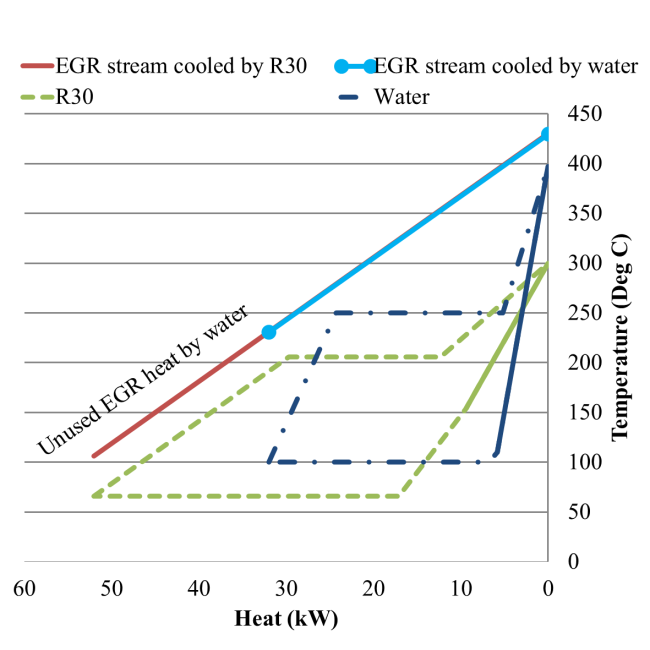 EGR stream cooled by R30
EGR stream cooled by water
R30
Water
450
400
350
300
250
200
150
100
50
0
Temperature (Deg C)
Unused EGR heat by water
60 50 40 30 20 10 0
Heat (kW)